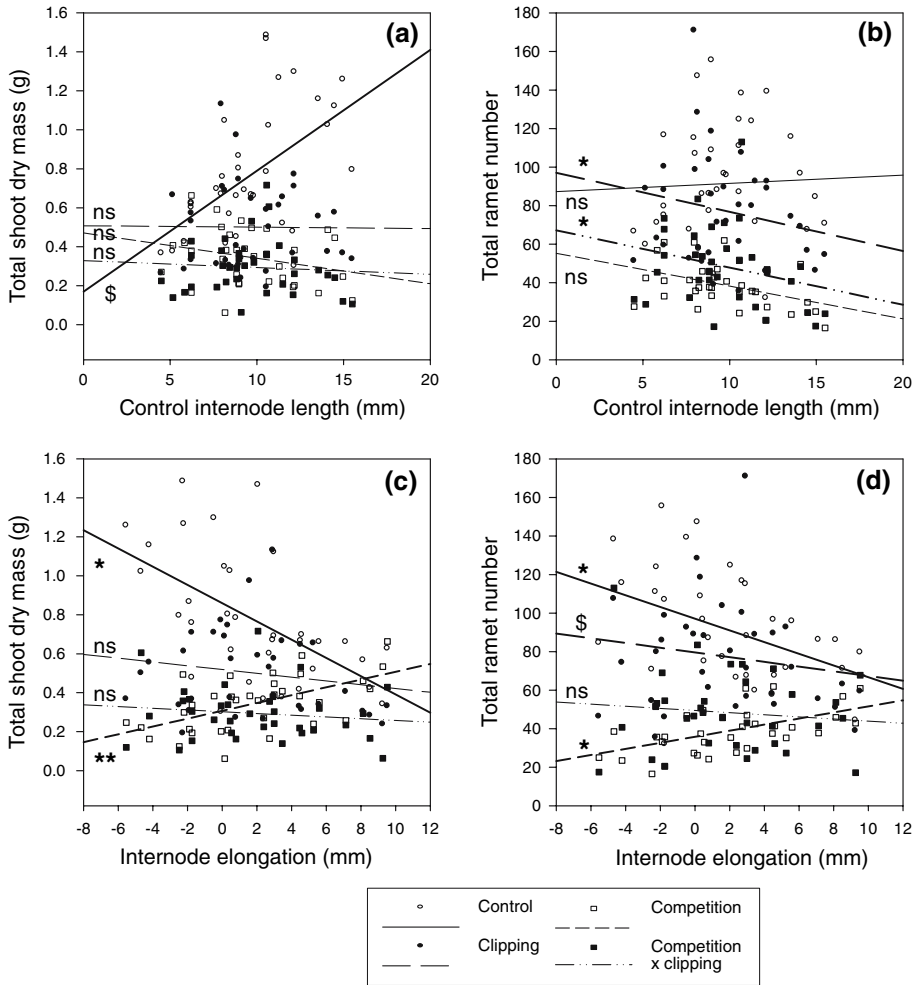 (a)
Total shoot dry mass (g)
1.6
1.4
1.2
1.0
0.8
0.6
0.4
0.2
0.0
ns
ns
ns
$
0 5 10 15 20
Control internode length (mm)
(b)
Total ramet number
180
160
140
120
100
80
60
40
20
0
*
ns
*
ns
0 5 10 15 20
Control internode length (mm)
(c)
Total shoot dry mass (g)
1.6
1.4
1.2
1.0
0.8
0.6
0.4
0.2
0.0
*
ns
ns
**
-8 -6 -4 -2 0 2 4 6 8 10 12
Internode elongation (mm)
(d)
Total ramet number
180
160
140
120
100
80
60
40
20
0
*
$
ns
*
-8 -6 -4 -2 0 2 4 6 8 10 12
Internode elongation (mm)
Control
Competition
Clipping
Competition
x clipping